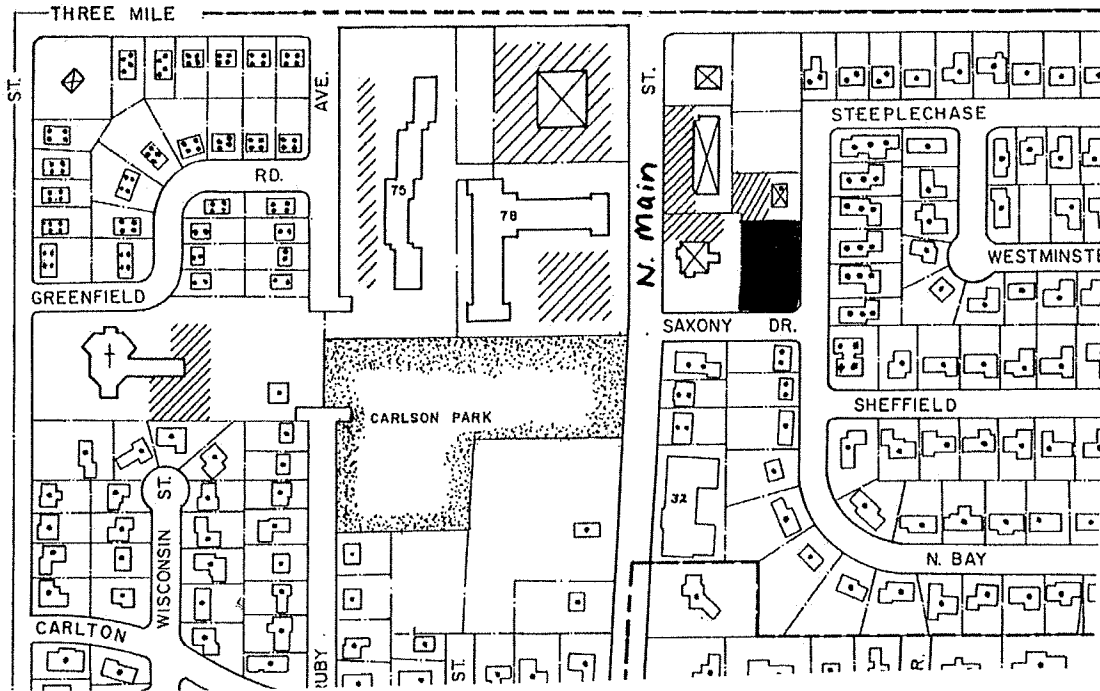 THREE MILE
ST.
AVE.
ST.
STEEPLECHASE
RD.
75
78
N. Main
WESTMINSTE
GREENFIELD
SAXONY DR.
CARLSON PARK
SHEFFIELD
32
ST.
WISCONSIN
N. BAY
CARLTON
RUBY
ST.
R.